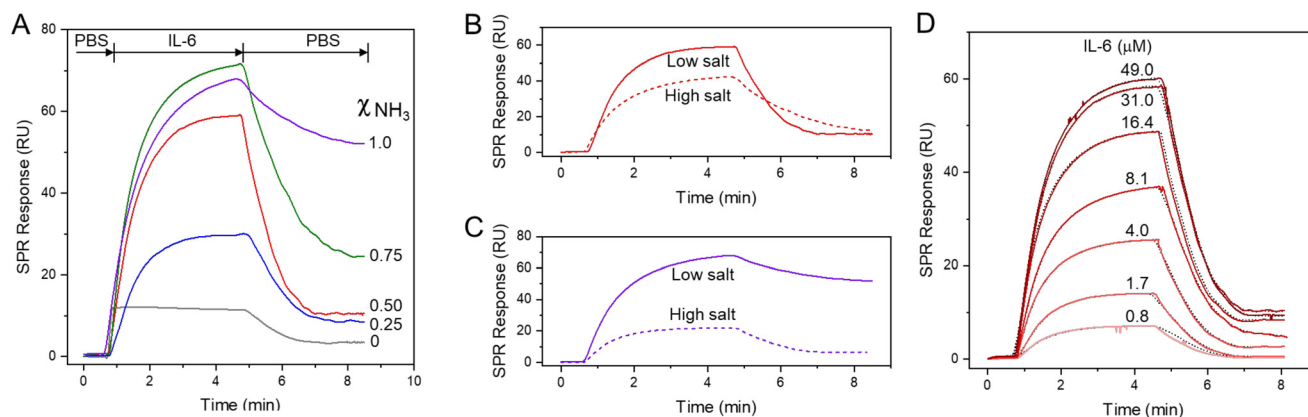 A
PBS
IL-6
PBS
χ NH3
1.0
0.75
0.50
0.25
0
80
60
40
20
0
SPR Response (RU)
0 2 4 6 8 10
Time (min)
B
Low salt
High salt
60
40
20
0
SPR Response (RU)
0 2 4 6 8
Time (min)
C
Low salt
High salt
80
60
40
20
0
SPR Response (RU)
0 2 4 6 8
Time (min)
D
IL-6 (μM)
49.0
31.0
16.4
8.1
4.0
1.7
0.8
60
40
20
0
SPR Response (RU)
0 2 4 6 8
Time (min)